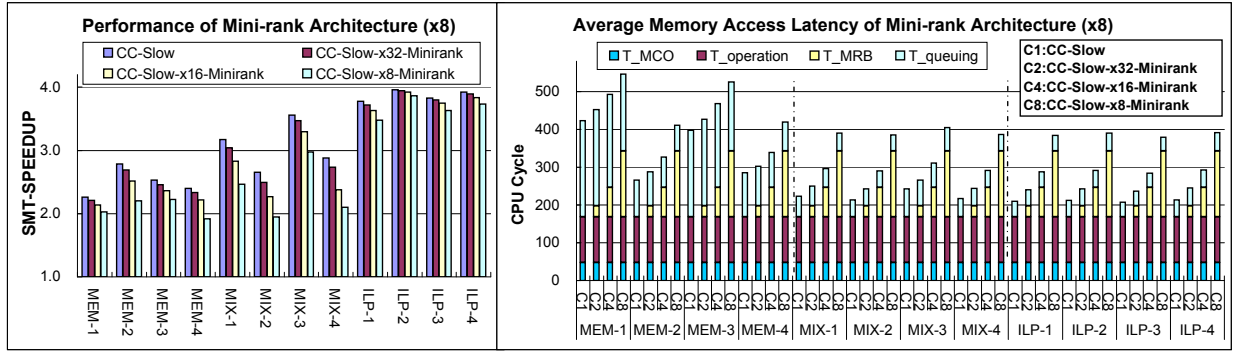 Performance of Mini-rank Architecture (x8)
CC-Slow
CC-Slow-x32-Minirank
CC-Slow-x16-Minirank
CC-Slow-x8-Minirank
SMT-SPEEDUP
4.0
3.0
2.0
1.0
MEM-1
MEM-2
MEM-3
MEM-4
MIX-1
MIX-2
MIX-3
MIX-4
ILP-1
ILP-2
ILP-3
ILP-4
Average Memory Access Latency of Mini-rank Architecture (x8)
T_MCO
T_operation
T_MRB
T_queuing
C1:CC-Slow
C2:CC-Slow-x32-Minirank
C4:CC-Slow-x16-Minirank
C8:CC-Slow-x8-Minirank
CPU Cycle
500
400
300
200
100
0
C1 C2 C4 C8 C1 C2 C4 C8 C1 C2 C4 C8 C1 C2 C4 C8 C1 C2 C4 C8 C1 C2 C4 C8 C1 C2 C4 C8 C1 C2 C4 C8 C1 C2 C4 C8 C1 C2 C4 C8 C1 C2 C4 C8 C1 C2 C4 C8
MEM-1 MEM-2 MEM-3 MEM-4 MIX-1 MIX-2 MIX-3 MIX-4 ILP-1 ILP-2 ILP-3 ILP-4